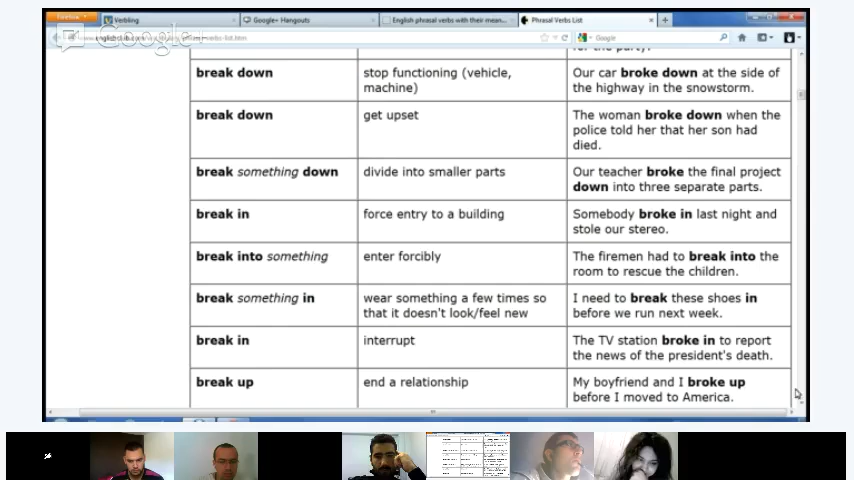 Firefox
Verbling
Google+ Hangouts
English phrasal verbs with their mean...
Phrasal Verbs List
Google+
Google
for the party?
break down
stop functioning (vehicle,
machine)
Our car broke down at the side of
the highway in the snowstorm.
break down
get upset
The woman broke down when the
police told her that her son had
died.
break something down
divide into smaller parts
Our teacher broke the final project
down into three separate parts.
break in
force entry to a building
Somebody broke in last night and
stole our stereo.
break into something
enter forcibly
The firemen had to break into the
room to rescue the children.
break something in
wear something a few times so
that it doesn't look/feel new
I need to break these shoes in
before we run next week.
break in
interrupt
The TV station broke in to report
the news of the president's death.
break up
end a relationship
My boyfriend and I broke up
before I moved to America.